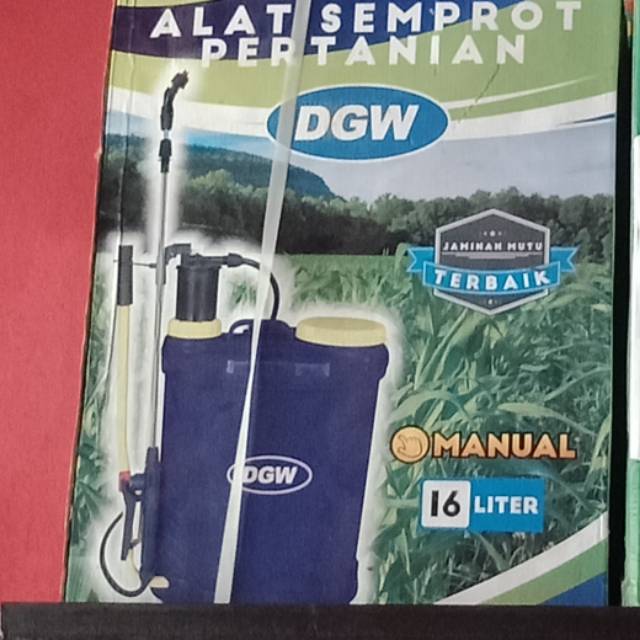 ALAT SEMPROT
PERTANIAN
DGW
JAMINAN MUTU
TERBAIK
MANUAL
16 LITER
DGW